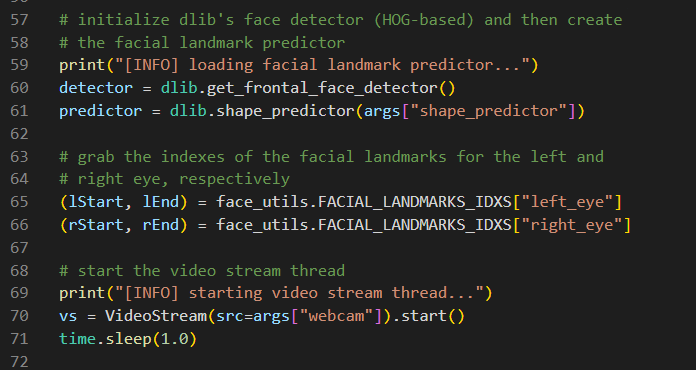 57 # initialize dlib's face detector (HOG-based) and then create
58 # the facial landmark predictor
59 print("[INFO] loading facial landmark predictor...")
60 detector = dlib.get_frontal_face_detector()
61 predictor = dlib.shape_predictor(args["shape_predictor"])
62
63 # grab the indexes of the facial landmarks for the left and
64 # right eye, respectively
65 (lStart, lEnd) = face_utils.FACIAL_LANDMARKS_IDXS["left_eye"]
66 (rStart, rEnd) = face_utils.FACIAL_LANDMARKS_IDXS["right_eye"]
67
68 # start the video stream thread
69 print("[INFO] starting video stream thread...")
70 vs = VideoStream(src=args["webcam"]).start()
71 time.sleep(1.0)
72